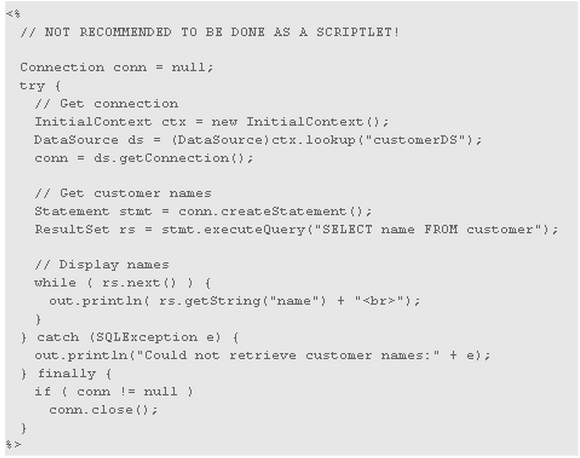 <%
// NOT RECOMMENDED TO BE DONE AS A SCRIPTLET!
Connection conn = null;
try {
// Get connection
InitialContext ctx = new InitialContext();
DataSource ds = (DataSource)ctx.lookup("customerDS");
conn = ds.getConnection();
// Get customer names
Statement stmt = conn.createStatement();
ResultSet rs = stmt.executeQuery("SELECT name FROM customer");
// Display names
while ( rs.next() ) {
out.println( rs.getString("name") + "<br>");
}
} catch (SQLException e) {
out.println("Could not retrieve customer names:" + e);
} finally {
if ( conn != null )
conn.close();
}
%>